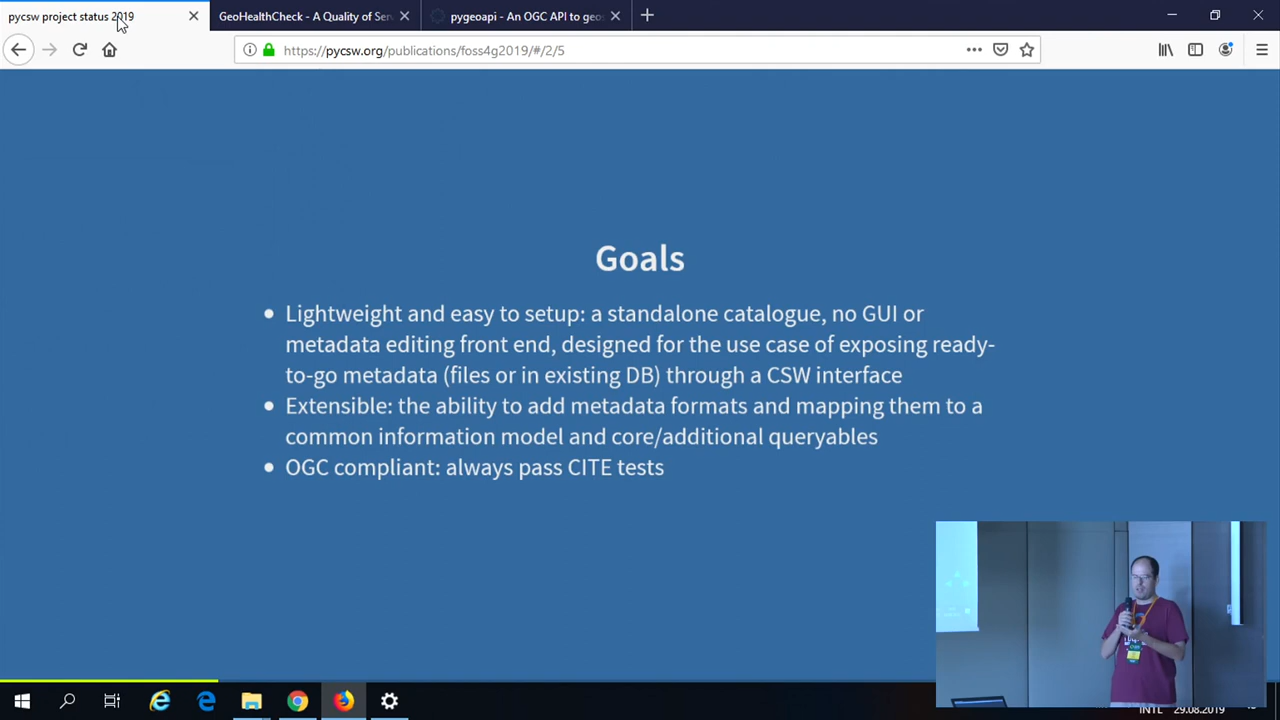 pycsw project status 2019
GeoHealthCheck - A Quality of Ser
pygeoapi - An OGC API to geos
https://pycsw.org/publications/foss4g2019/#/2/5
Goals
Lightweight and easy to setup: a standalone catalogue, no GUI or
metadata editing front end, designed for the use case of exposing ready-
to-go metadata (files or in existing DB) through a CSW interface
Extensible: the ability to add metadata formats and mapping them to a
common information model and core/additional queryables
OGC compliant: always pass CITE tests
INTL
29.08.2019